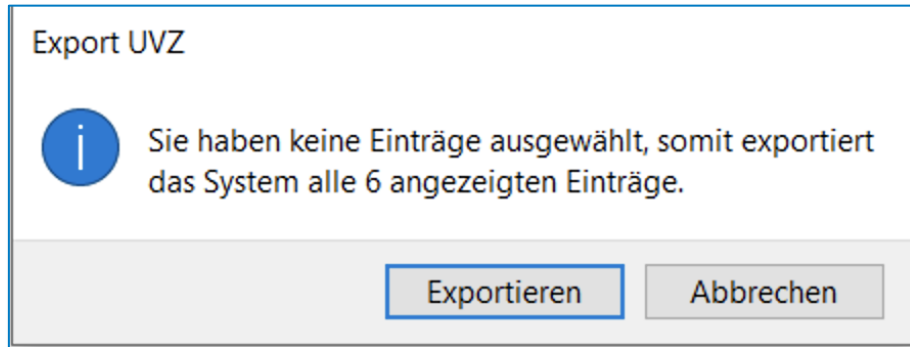 Export UVZ
Sie haben keine Einträge ausgewählt, somit exportiert
das System alle 6 angezeigten Einträge.
Exportieren Abbrechen